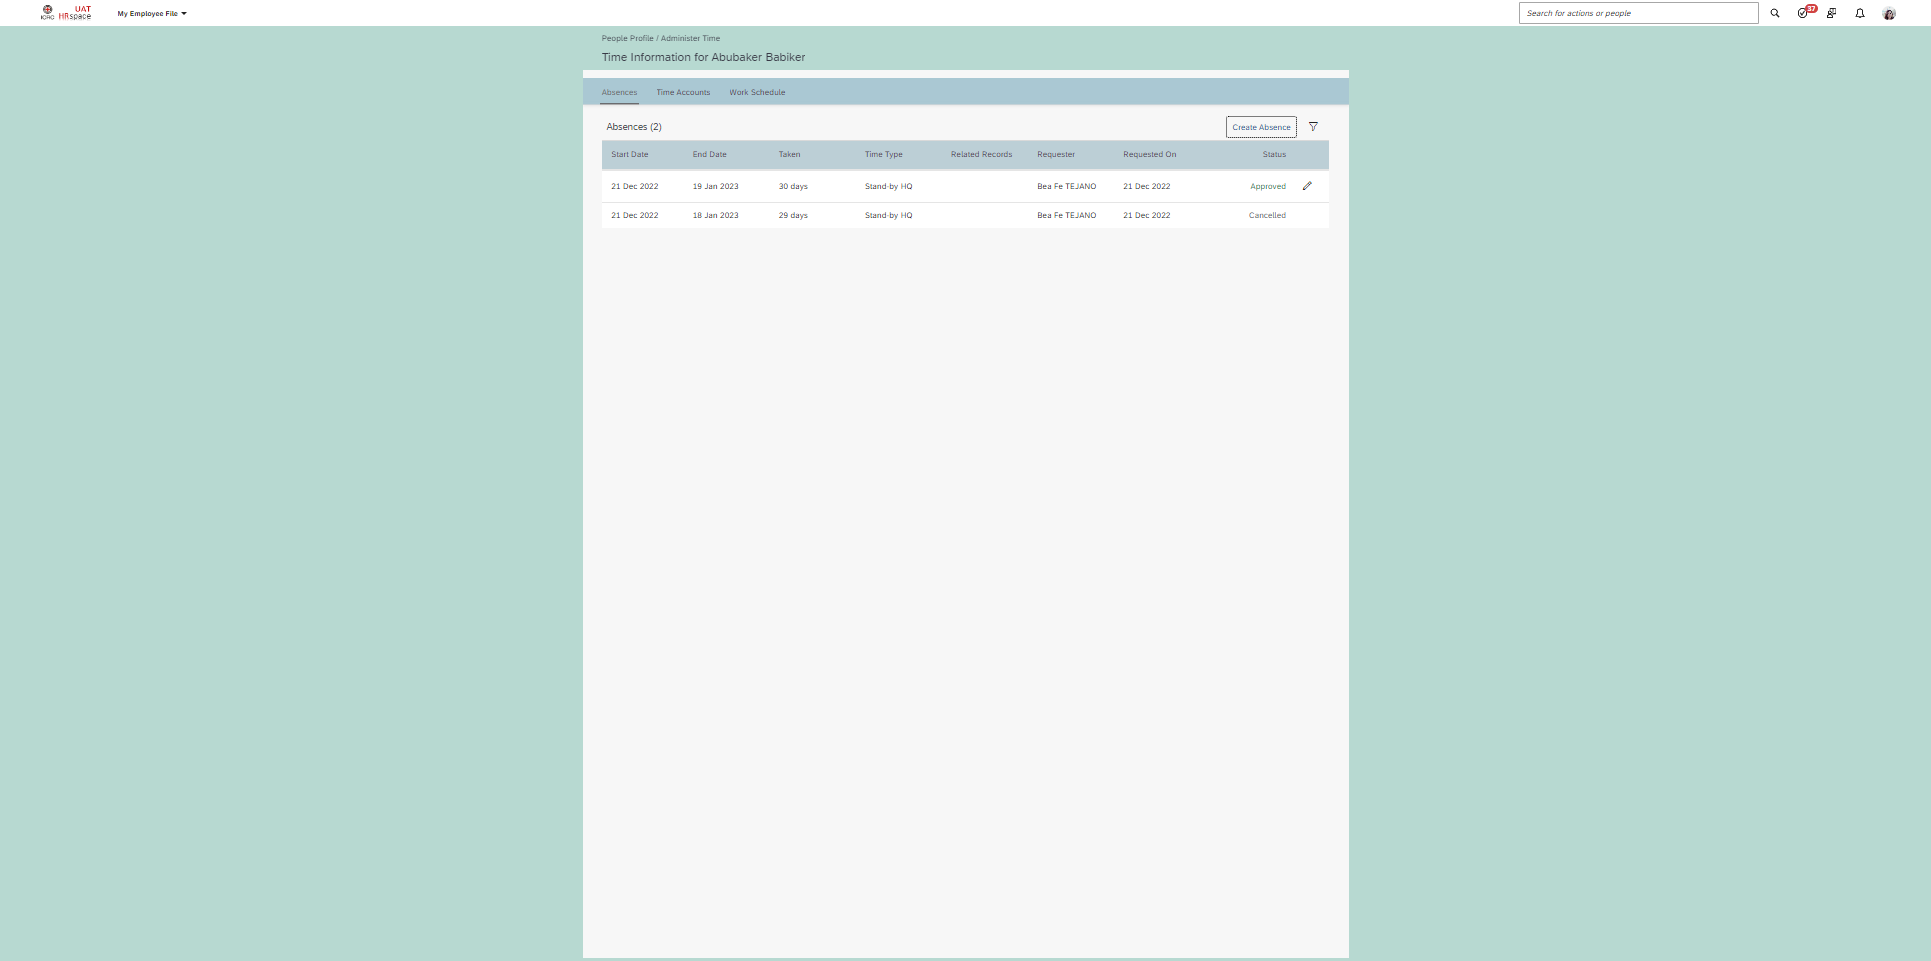 ICRC UAT HRspace My Employee File Search for actions or people 37
People Profile / Administer Time
Time Information for Abubaker Babiker
Absences Time Accounts Work Schedule
Absences (2) Create Absence
Start Date End Date Taken Time Type Related Records Requester Requested On Status
21 Dec 2022 19 Jan 2023 30 days Stand-by HQ Bea Fe TEJANO 21 Dec 2022 Approved
21 Dec 2022 18 Jan 2023 29 days Stand-by HQ Bea Fe TEJANO 21 Dec 2022 Cancelled